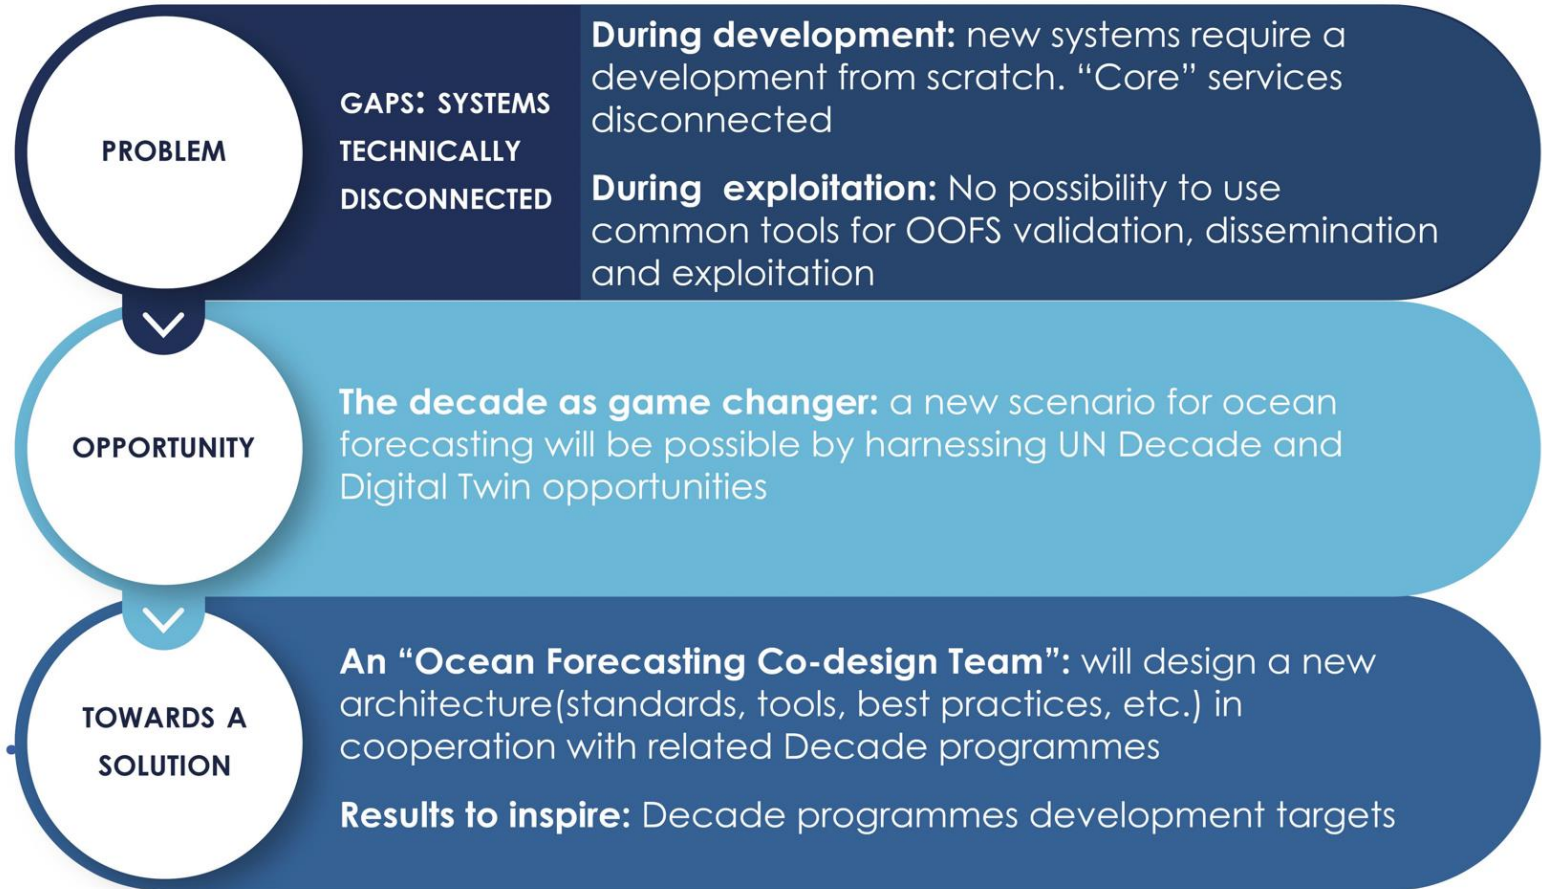 PROBLEM
GAPS: SYSTEMS
TECHNICALLY
DISCONNECTED
During development: new systems require a
development from scratch. “Core” services
disconnected
During  exploitation: No possibility to use
common tools for OOFS validation, dissemination
and exploitation
OPPORTUNITY
The decade as game changer: a new scenario for ocean
forecasting will be possible by harnessing UN Decade and
Digital Twin opportunities
TOWARDS A
SOLUTION
An “Ocean Forecasting Co-design Team”: will design a new
architecture(standards, tools, best practices, etc.) in
cooperation with related Decade programmes
Results to inspire: Decade programmes development targets